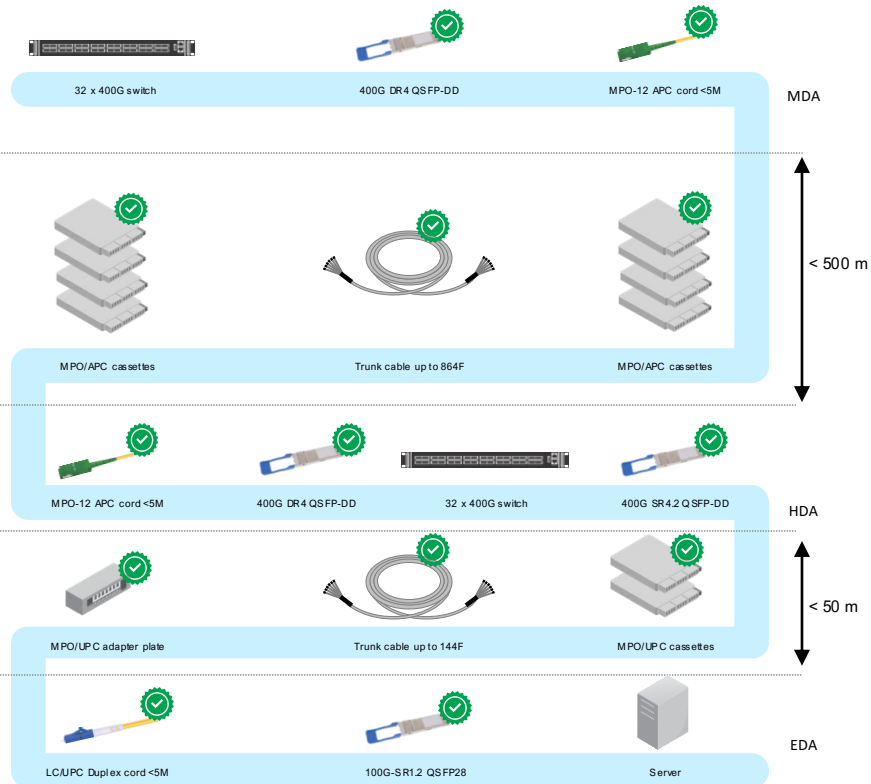 32 x 400G switch
400G DR4 QSFP-DD
MPO-12 APC cord <5M
MDA
< 500 m
MPO/APC cassettes
Trunk cable up to 864F
MPO/APC cassettes
MPO-12 APC cord <5M
400G DR4 QSFP-DD
32 x 400G switch
400G SR4.2 QSFP-DD
HDA
< 50 m
MPO/UPC adapter plate
Trunk cable up to 144F
MPO/UPC cassettes
EDA
LC/UPC Duplex cord <5M
100G-SR1.2 QSFP28
Server